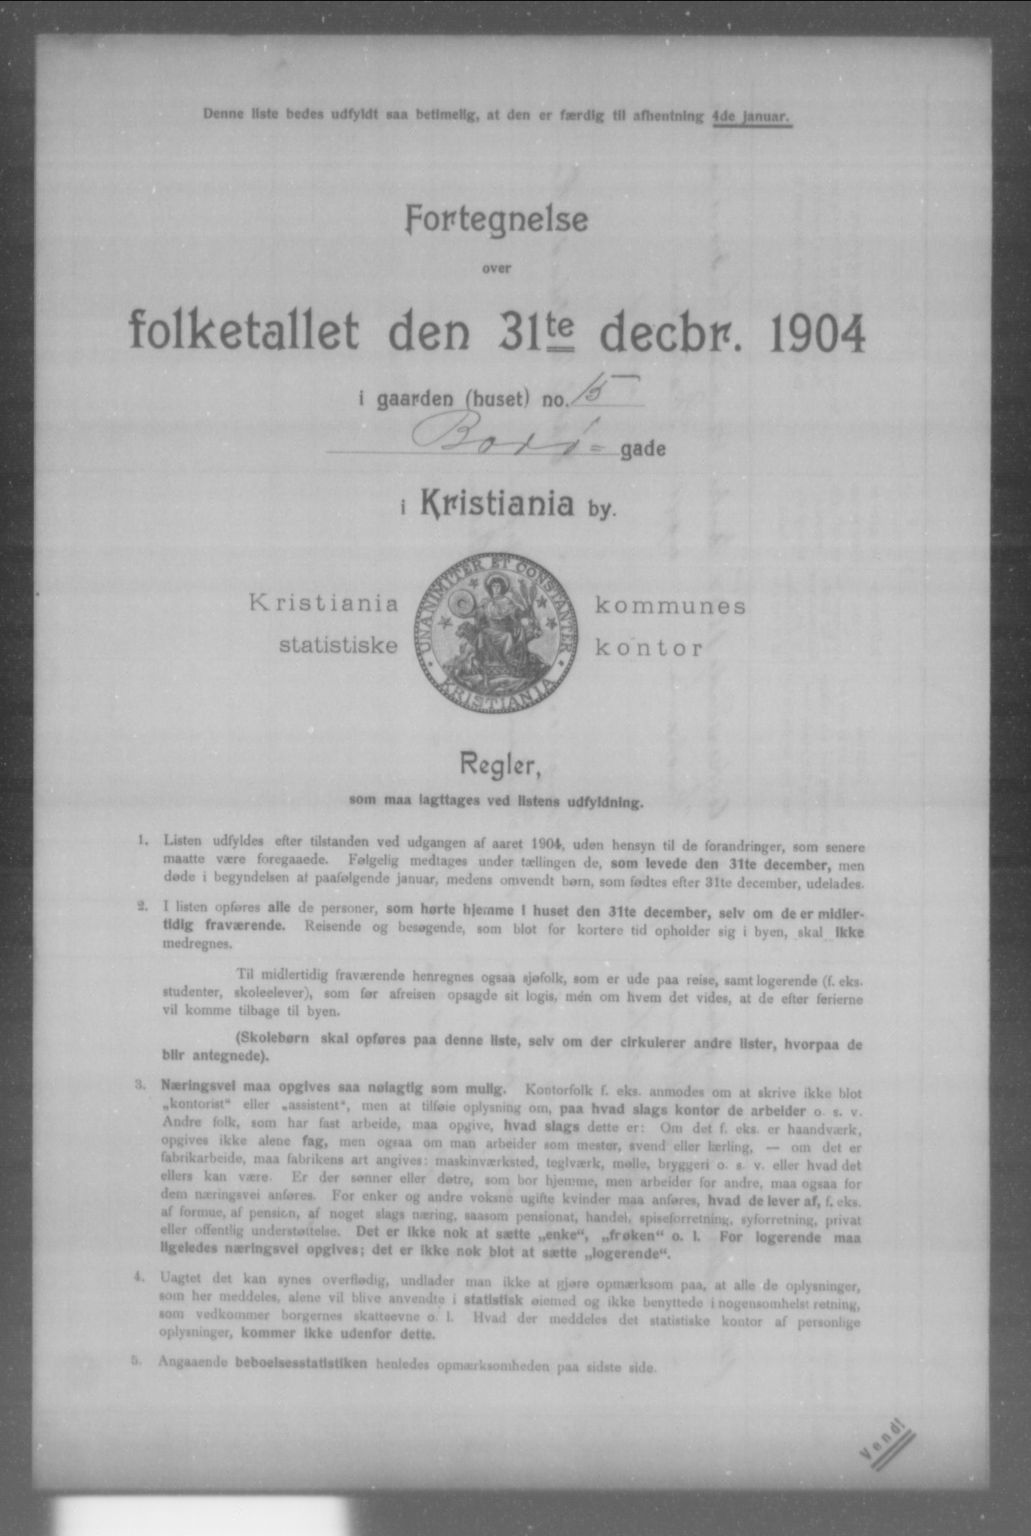 Denne liste bedes udfyldt saa betimelig, at den er færdig til afhentning 4de januar.
Fortegnelse
over
folketallet den 31te decbr. 1904
i gaarden (huset) no. 15
gade
i Kristiania by.
Kristiania kommunes
statistiske kontor
UNANIMITER ET CONSTANTER
KRISTIANIA
Regler,
som maa iagttages ved listens udfyldning.
1. Listen udfyldes efter tilstanden ved udgangen af aaret 1904, uden hensyn til de forandringer, som senere
maatte være foregaaede. Følgelig medtages under tællingen de, som levede den 31te december, men
døde i begyndelsen af paafølgende januar, medens omvendt børn, som fødtes efter 31te december, udelades.
2. I listen opføres alle de personer, som hørte hjemme i huset den 31te december, selv om de er midler-
tidig fraværende. Reisende og besøgende, som blot for kortere tid opholder sig i byen, skal ikke
medregnes.
Til midlertidig fraværende henregnes ogsaa sjøfolk, som er ude paa reise, samt logerende (f. eks.
studenter, skoleelever), som før afreisen opsagde sit logis, men om hvem det vides, at de efter ferierne
vil komme tilbage til byen.
(Skolebørn skal opføres paa denne liste, selv om der cirkulerer andre lister, hvorpaa de
blir antegnede).
3. Næringsvei maa opgives saa nøiagtig som mulig. Kontorfolk f. eks. anmodes om at skrive ikke blot
„kontorist“ eller „assistent“, men at tilføie oplysning om, paa hvad slags kontor de arbeider o. s. v.
Andre folk, som har fast arbeide, maa opgive, hvad slags dette er: Om det f. eks. er haandværk,
opgives ikke alene fag, men ogsaa om man arbeider som mester, svend eller lærling, — om det er
fabrikarbeide, maa fabrikens art angives: maskinværksted, teglværk, mølle, bryggeri o. s. v. eller hvad det
ellers kan være. Er der sønner eller døtre, som bor hjemme, men arbeider for andre, maa ogsaa for
dem næringsvei anføres. For enker og andre voksne ugifte kvinder maa anføres, hvad de lever af, f. eks.
af formue, af pension, af noget slags næring, saasom pensionat, handel, spiseforretning, syforretning, privat
eller offentlig understøttelse. Det er ikke nok at sætte „enke“, „frøken“ o. l. For logerende maa
ligeledes næringsvei opgives; det er ikke nok blot at sætte „logerende“.
4. Uagtet det kan synes overflødig, undlader man ikke at gjøre opmærksom paa, at alle de oplysninger,
som her meddeles, alene vil blive anvendte i statistisk øiemed og ikke benyttede i nogensomhelst retning,
som vedkommer borgernes skatteevne o. l. Hvad der meddeles det statistiske kontor af personlige
oplysninger, kommer ikke udenfor dette.
5. Angaaende beboelsesstatistiken henledes opmærksomheden paa sidste side.
Vend!